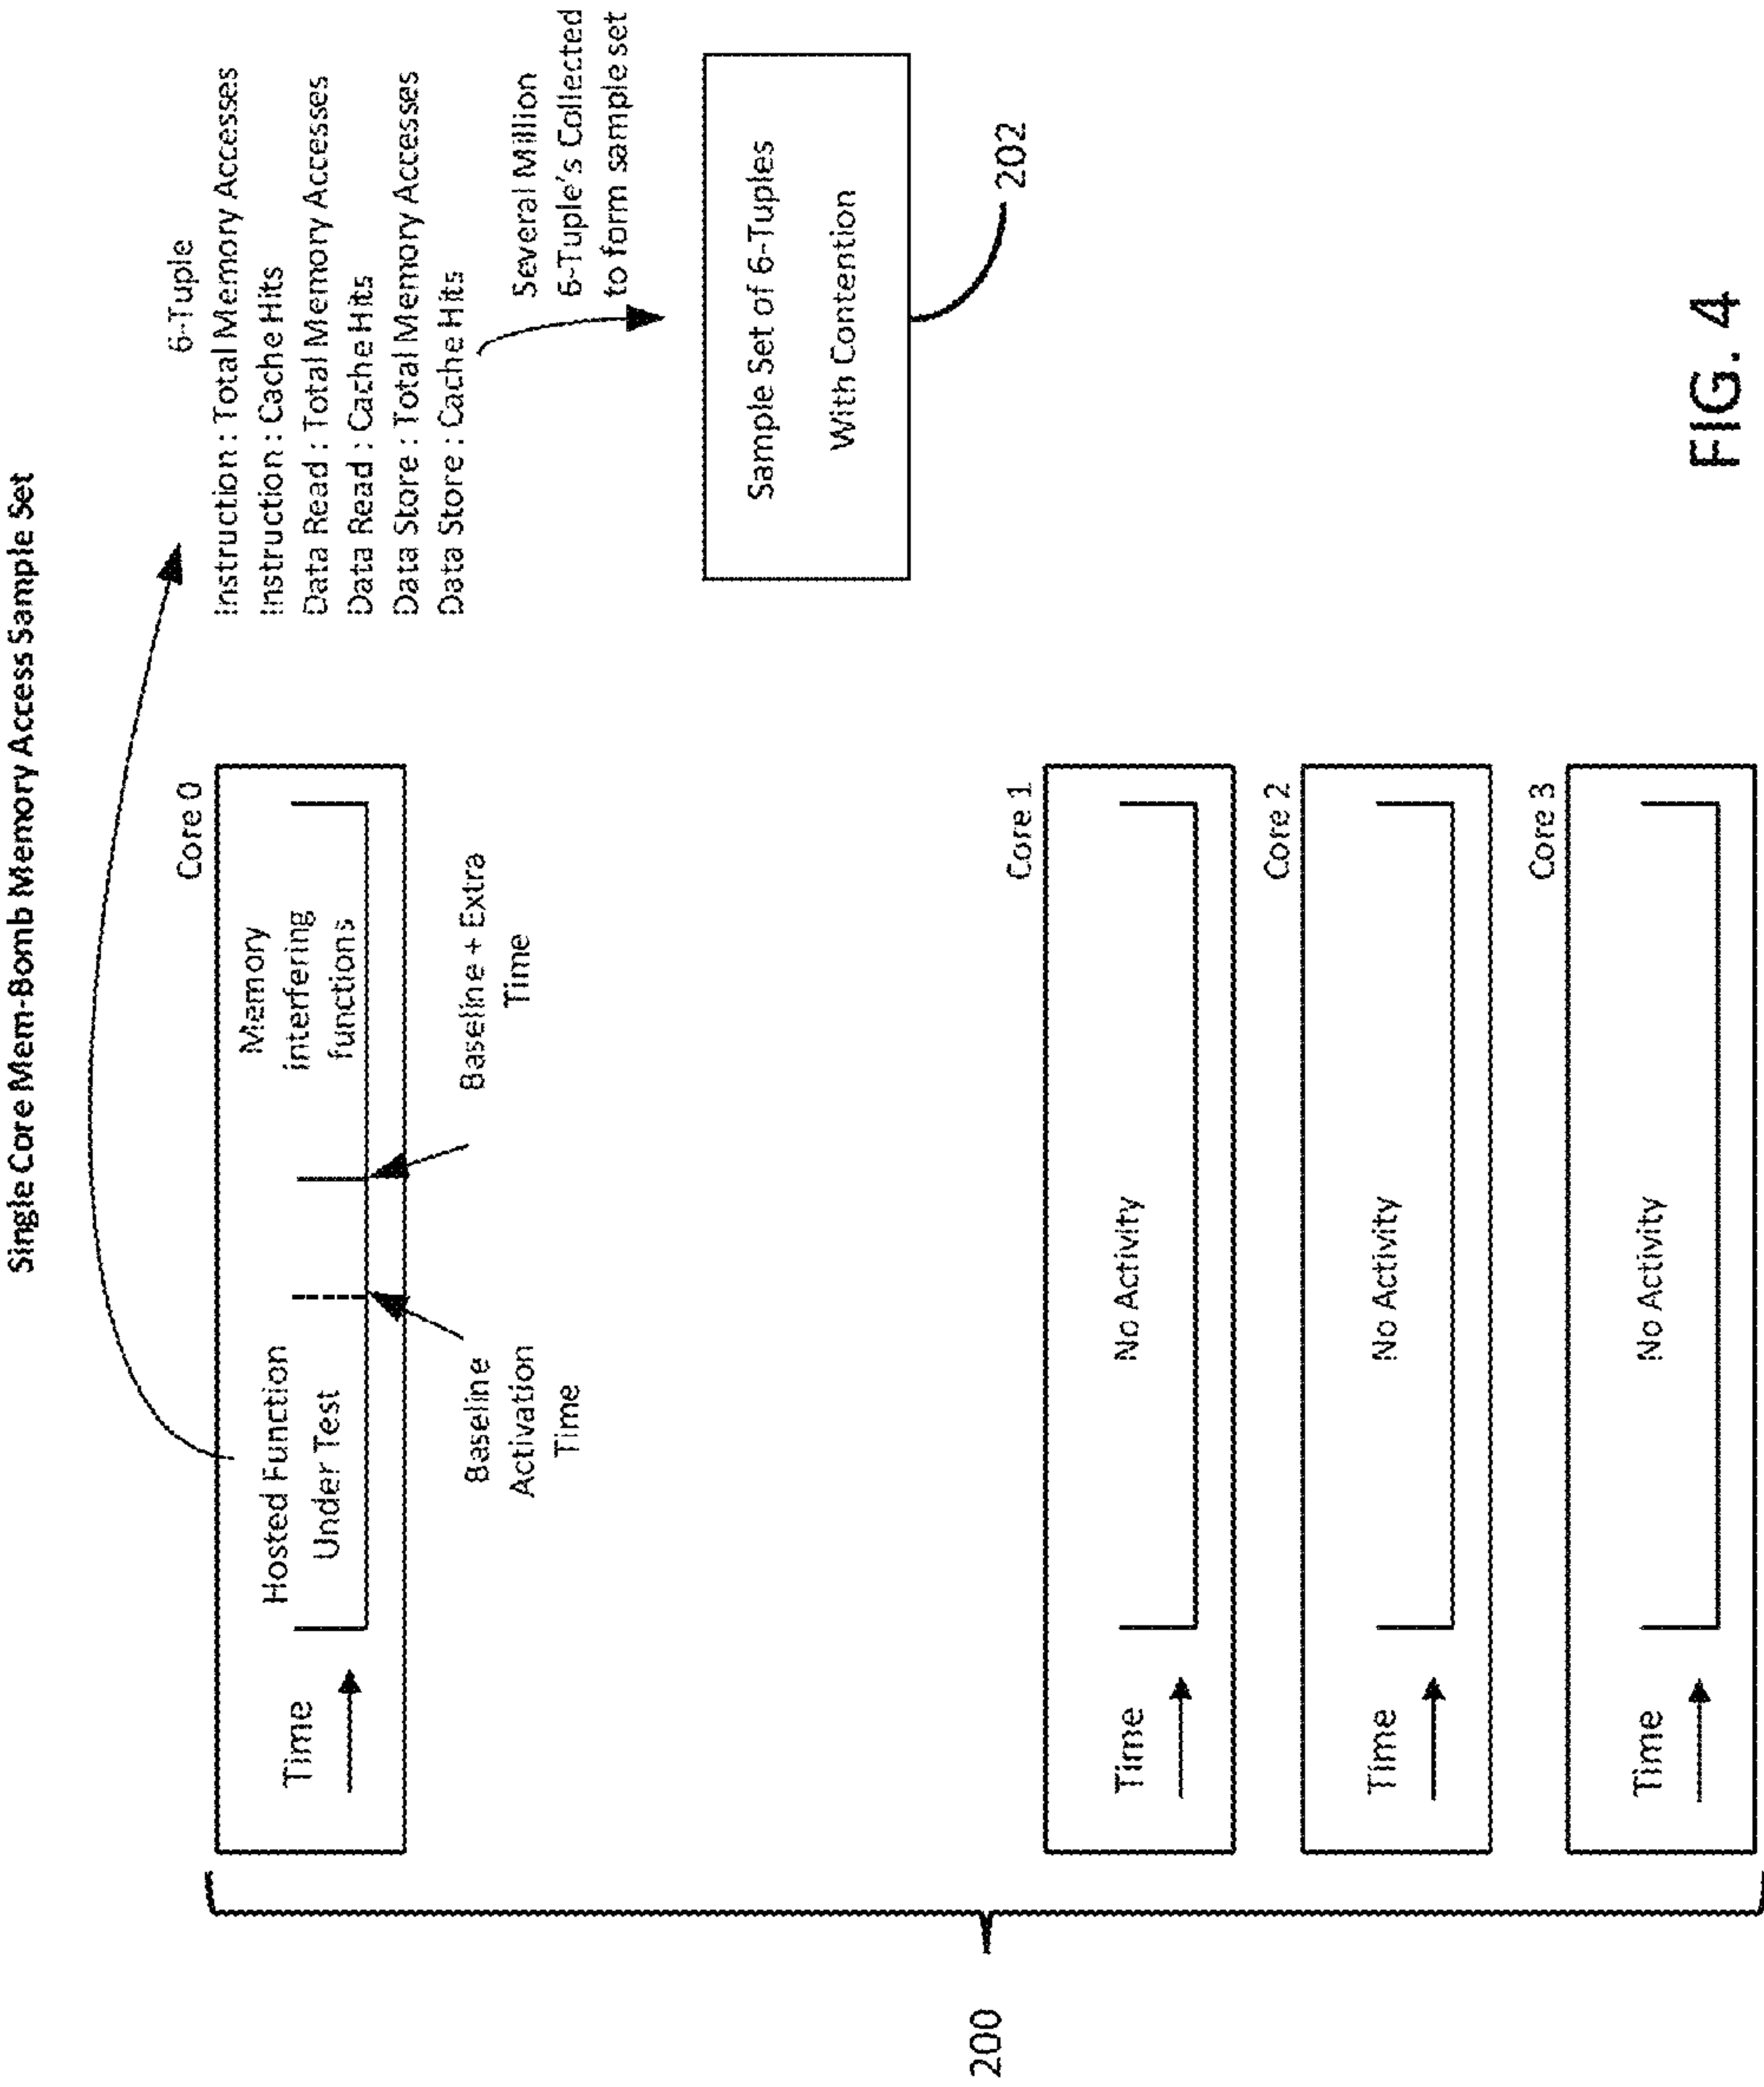 Single Core Mem-Bomb Memory Access Sample Set
Core 0
Time
Hosted Function
Under Test
Memory
interfering
functions
Baseline
Activation
Time
Baseline + Extra
Time
6-Tuple
Instruction : Total Memory Accesses
Instruction : Cache Hits
Data Read : Total Memory Accesses
Data Read : Cache Hits
Data Store : Total Memory Accesses
Data Store : Cache Hits
Several Million
6-Tuple's Collected
to form sample set
Sample Set of 6-Tuples
With Contention
202
200
Core 1
Time
No Activity
Core 2
Time
No Activity
Core 3
Time
No Activity
FIG. 4